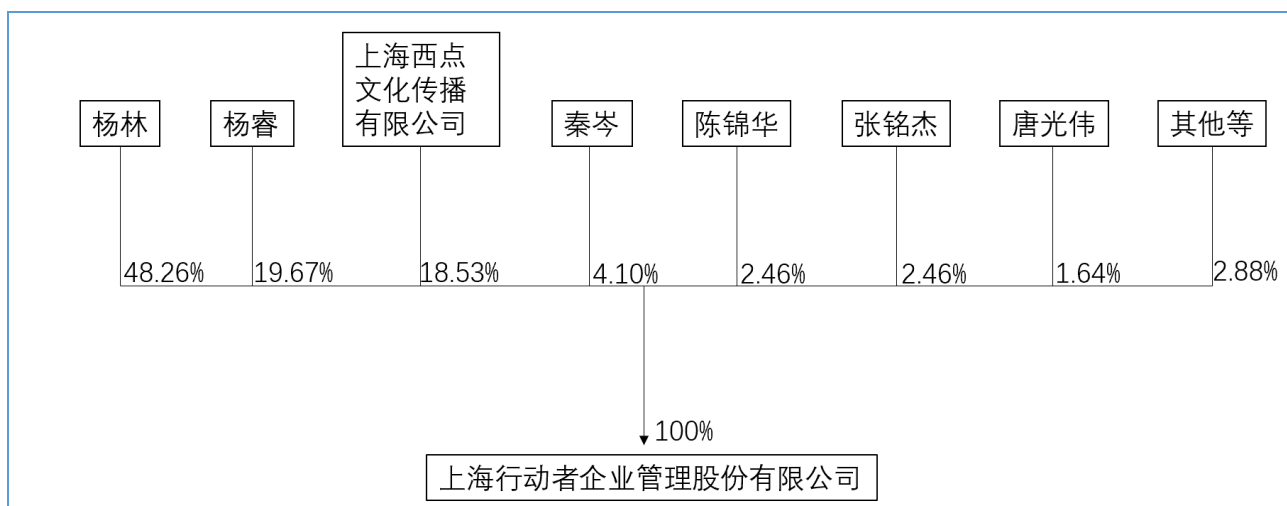 上海西点
文化传播
有限公司
杨林
杨睿
秦岑
陈锦华
张铭杰
唐光伟
其他等
48.26%
19.67%
18.53%
4.10%
2.46%
2.46%
1.64%
2.88%
100%
上海行动者企业管理股份有限公司